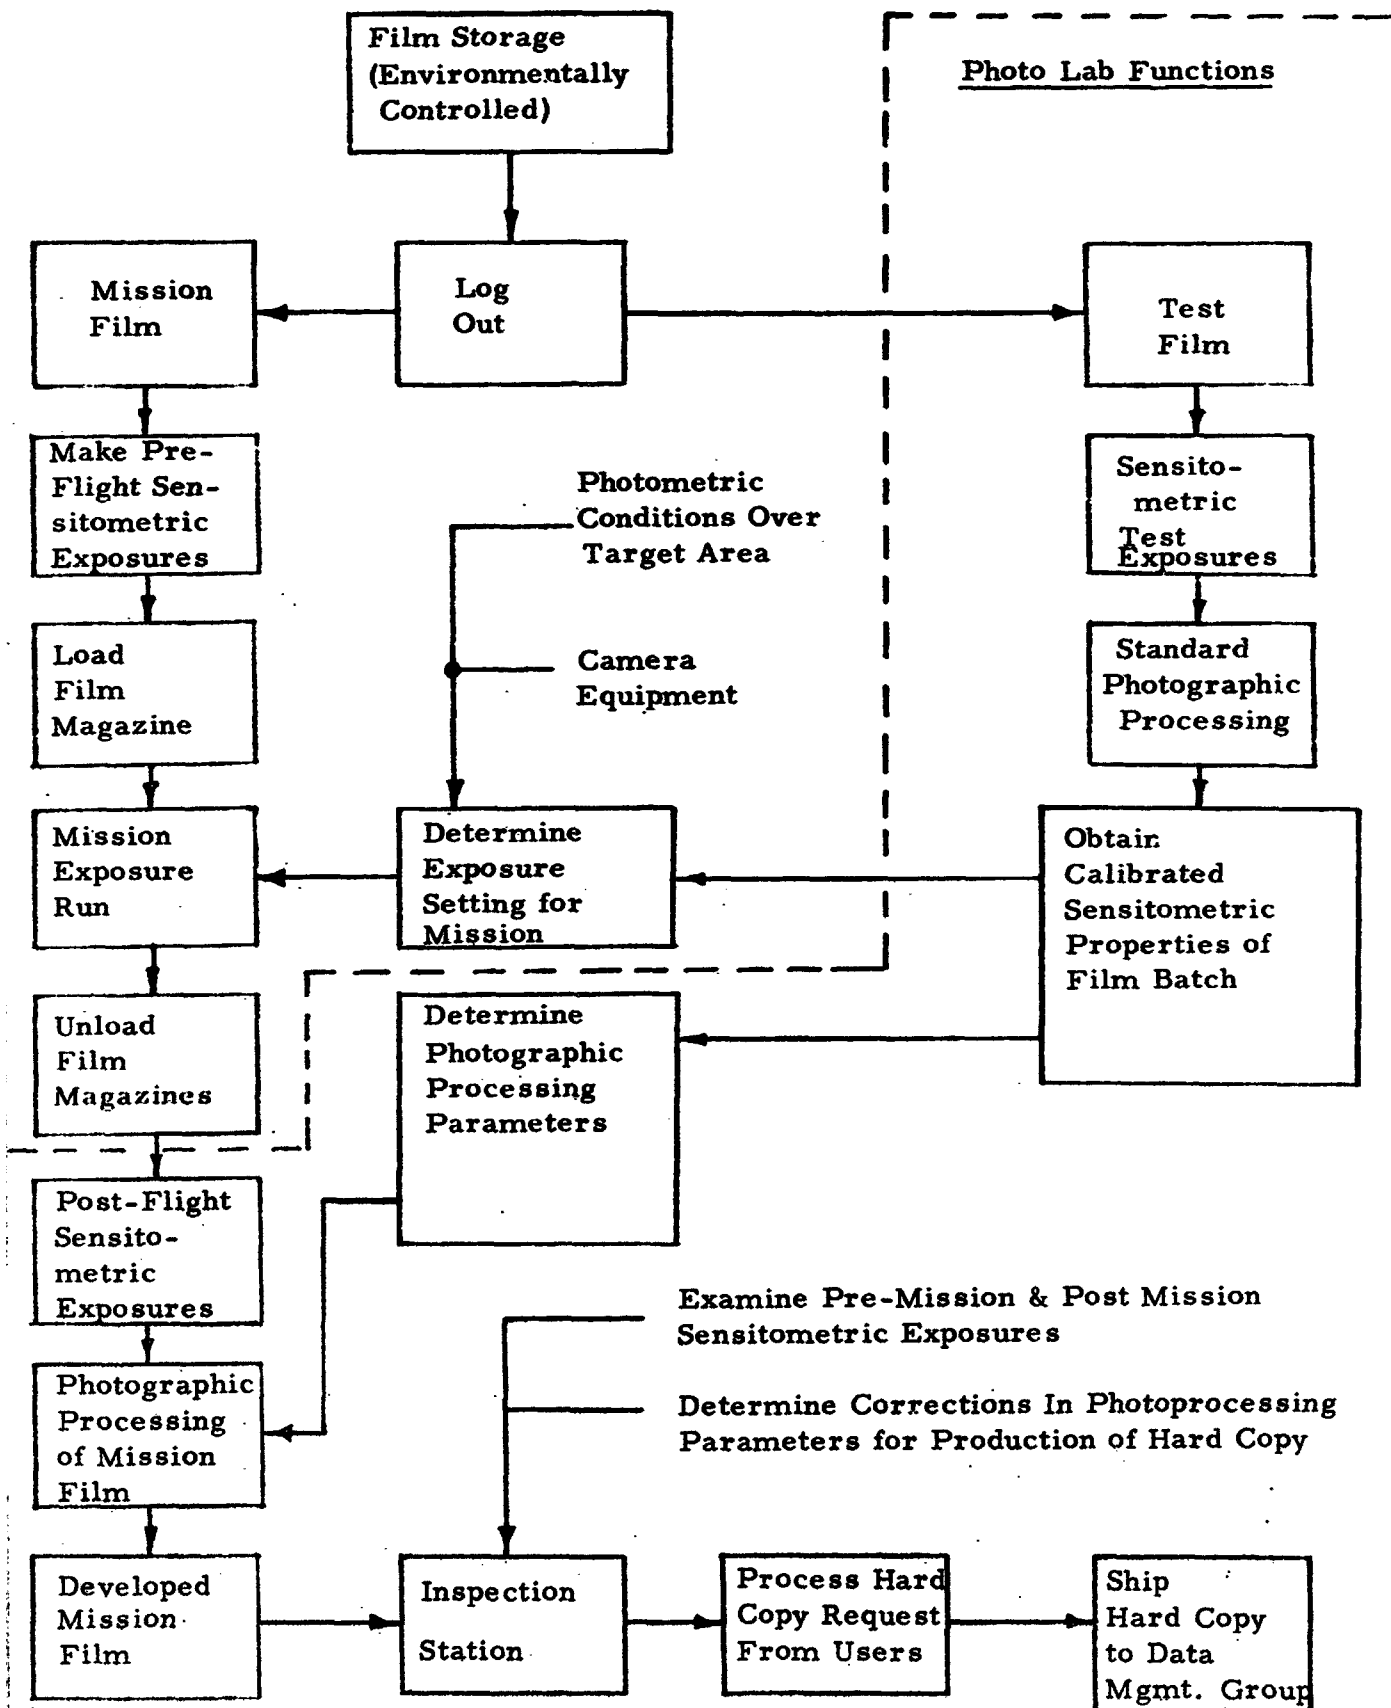 Film Storage
(Environmentally
Controlled)
Photo Lab Functions
Mission
Film
Log
Out
Test
Film
Make Pre-
Flight Sen-
sitometric
Exposures
Photometric
Conditions Over
Target Area
Sensito-
metric
Test
Exposures
Load
Film
Magazine
Camera
Equipment
Standard
Photographic
Processing
Mission
Exposure
Run
Determine
Exposure
Setting for
Mission
Obtain
Calibrated
Sensitometric
Properties of
Film Batch
Unload
Film
Magazines
Determine
Photographic
Processing
Parameters
Post-Flight
Sensito-
metric
Exposures
Examine Pre-Mission & Post Mission
Sensitometric Exposures
Photographic
Processing
of Mission
Film
Determine Corrections In Photoprocessing
Parameters for Production of Hard Copy
Developed
Mission
Film
Inspection
Station
Process Hard
Copy Request
From Users
Ship
Hard Copy
to Data
Mgmt. Group